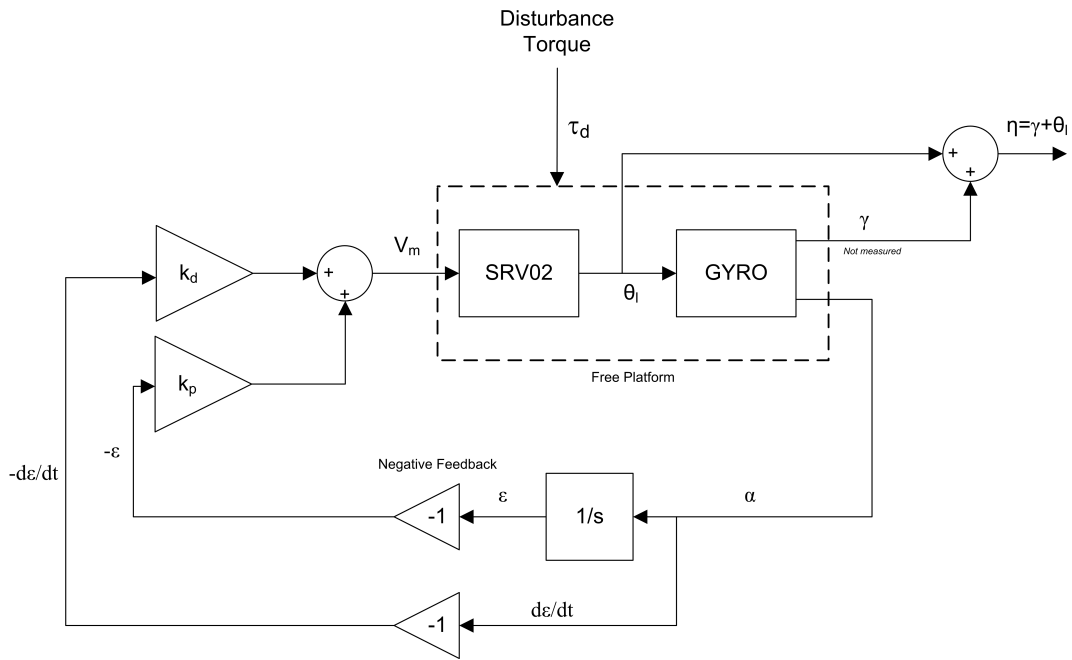 Disturbance
Torque
τd
η=γ+θl
+
+
γ
Not measured
Vm
kd
+
+
SRV02
GYRO
θl
kp
Free Platform
-ε
-dε/dt
Negative Feedback
-1
ε
1/s
α
-1
dε/dt